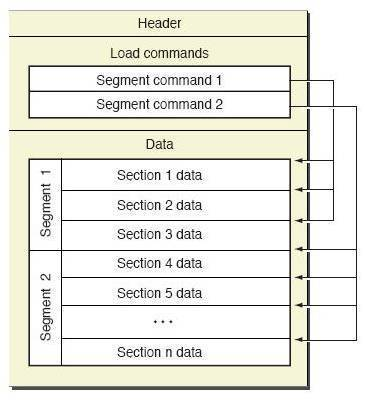 Header
Load commands
Segment command 1
Segment command 2
Data
Segment 1
Section 1 data
Section 2 data
Section 3 data
Segment 2
Section 4 data
Section 5 data
...
Section n data